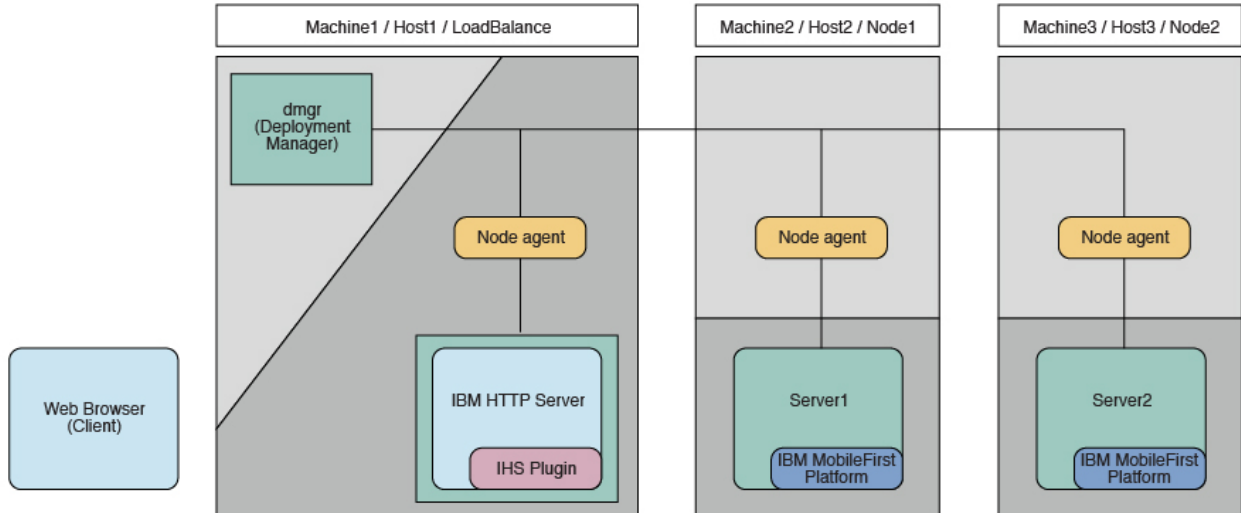 Machine1 / Host1 / LoadBalance
Machine2 / Host2 / Node1
Machine3 / Host3 / Node2
dmgr
(Deployment
Manager)
Node agent
Node agent
Node agent
Web Browser
(Client)
IBM HTTP Server
IHS Plugin
Server1
IBM MobileFirst
Platform
Server2
IBM MobileFirst
Platform